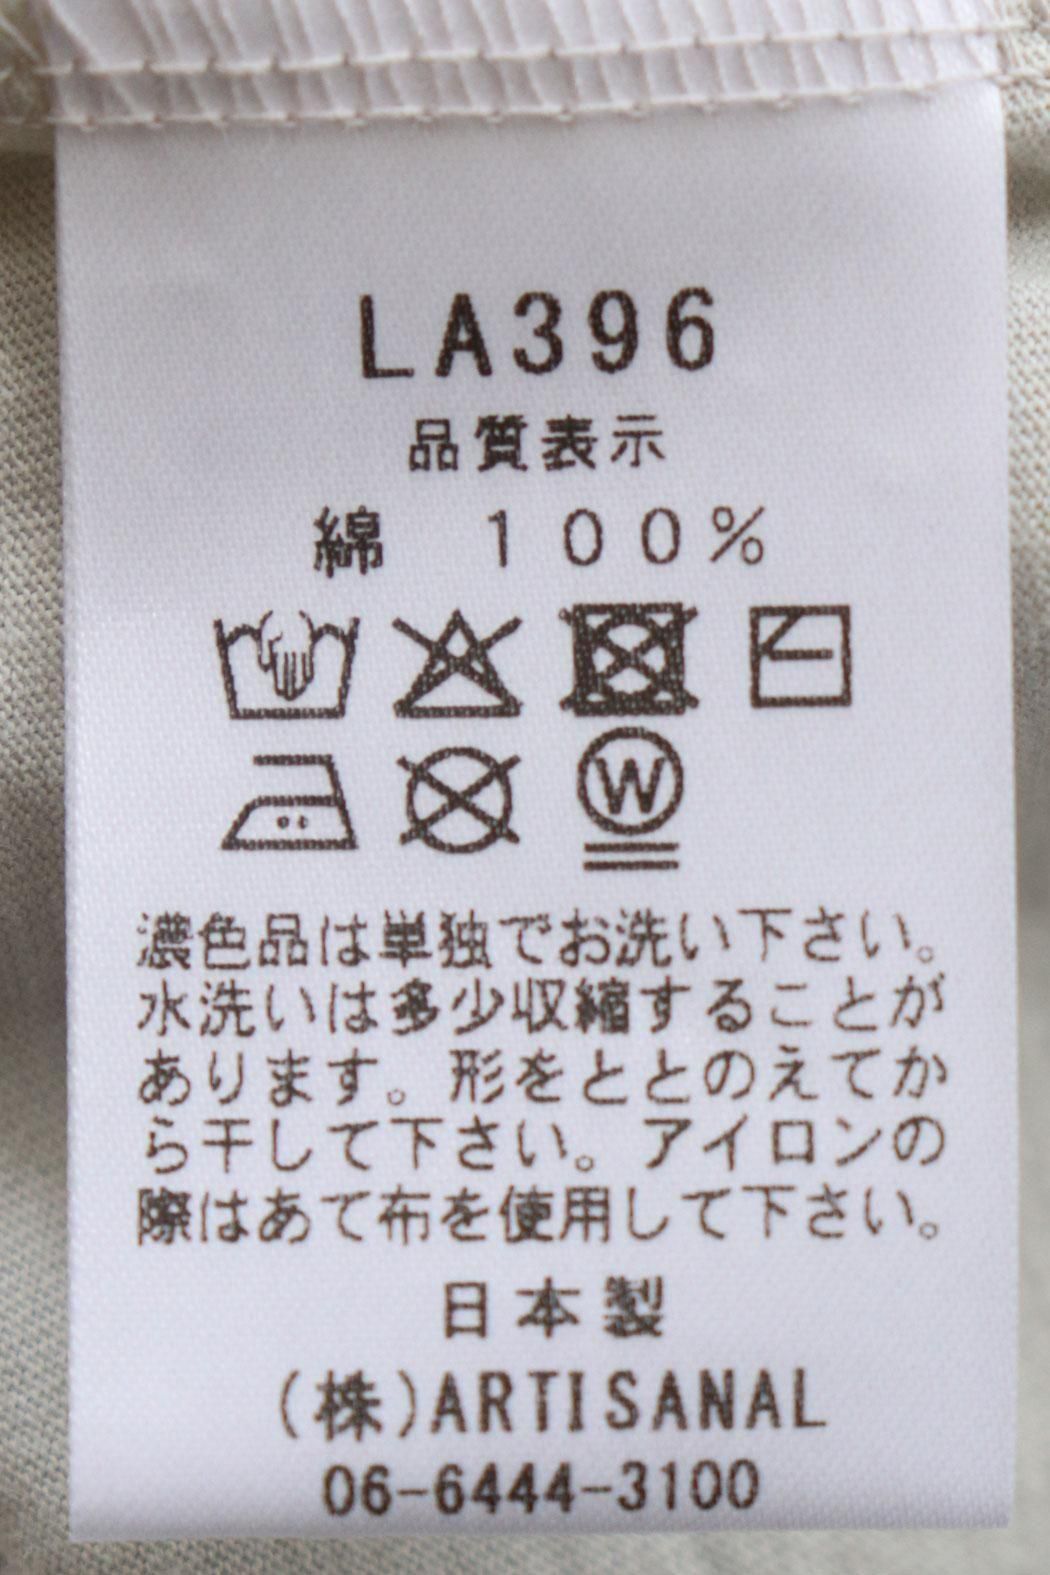 LA396
品質表示
綿 100%
W
濃色品は単独でお洗い下さい。
水洗いは多少収縮することが
あります。形をととのえてか
ら干して下さい。アイロンの
際はあて布を使用して下さい。
日本製
(株)ARTISANAL
06-6444-3100